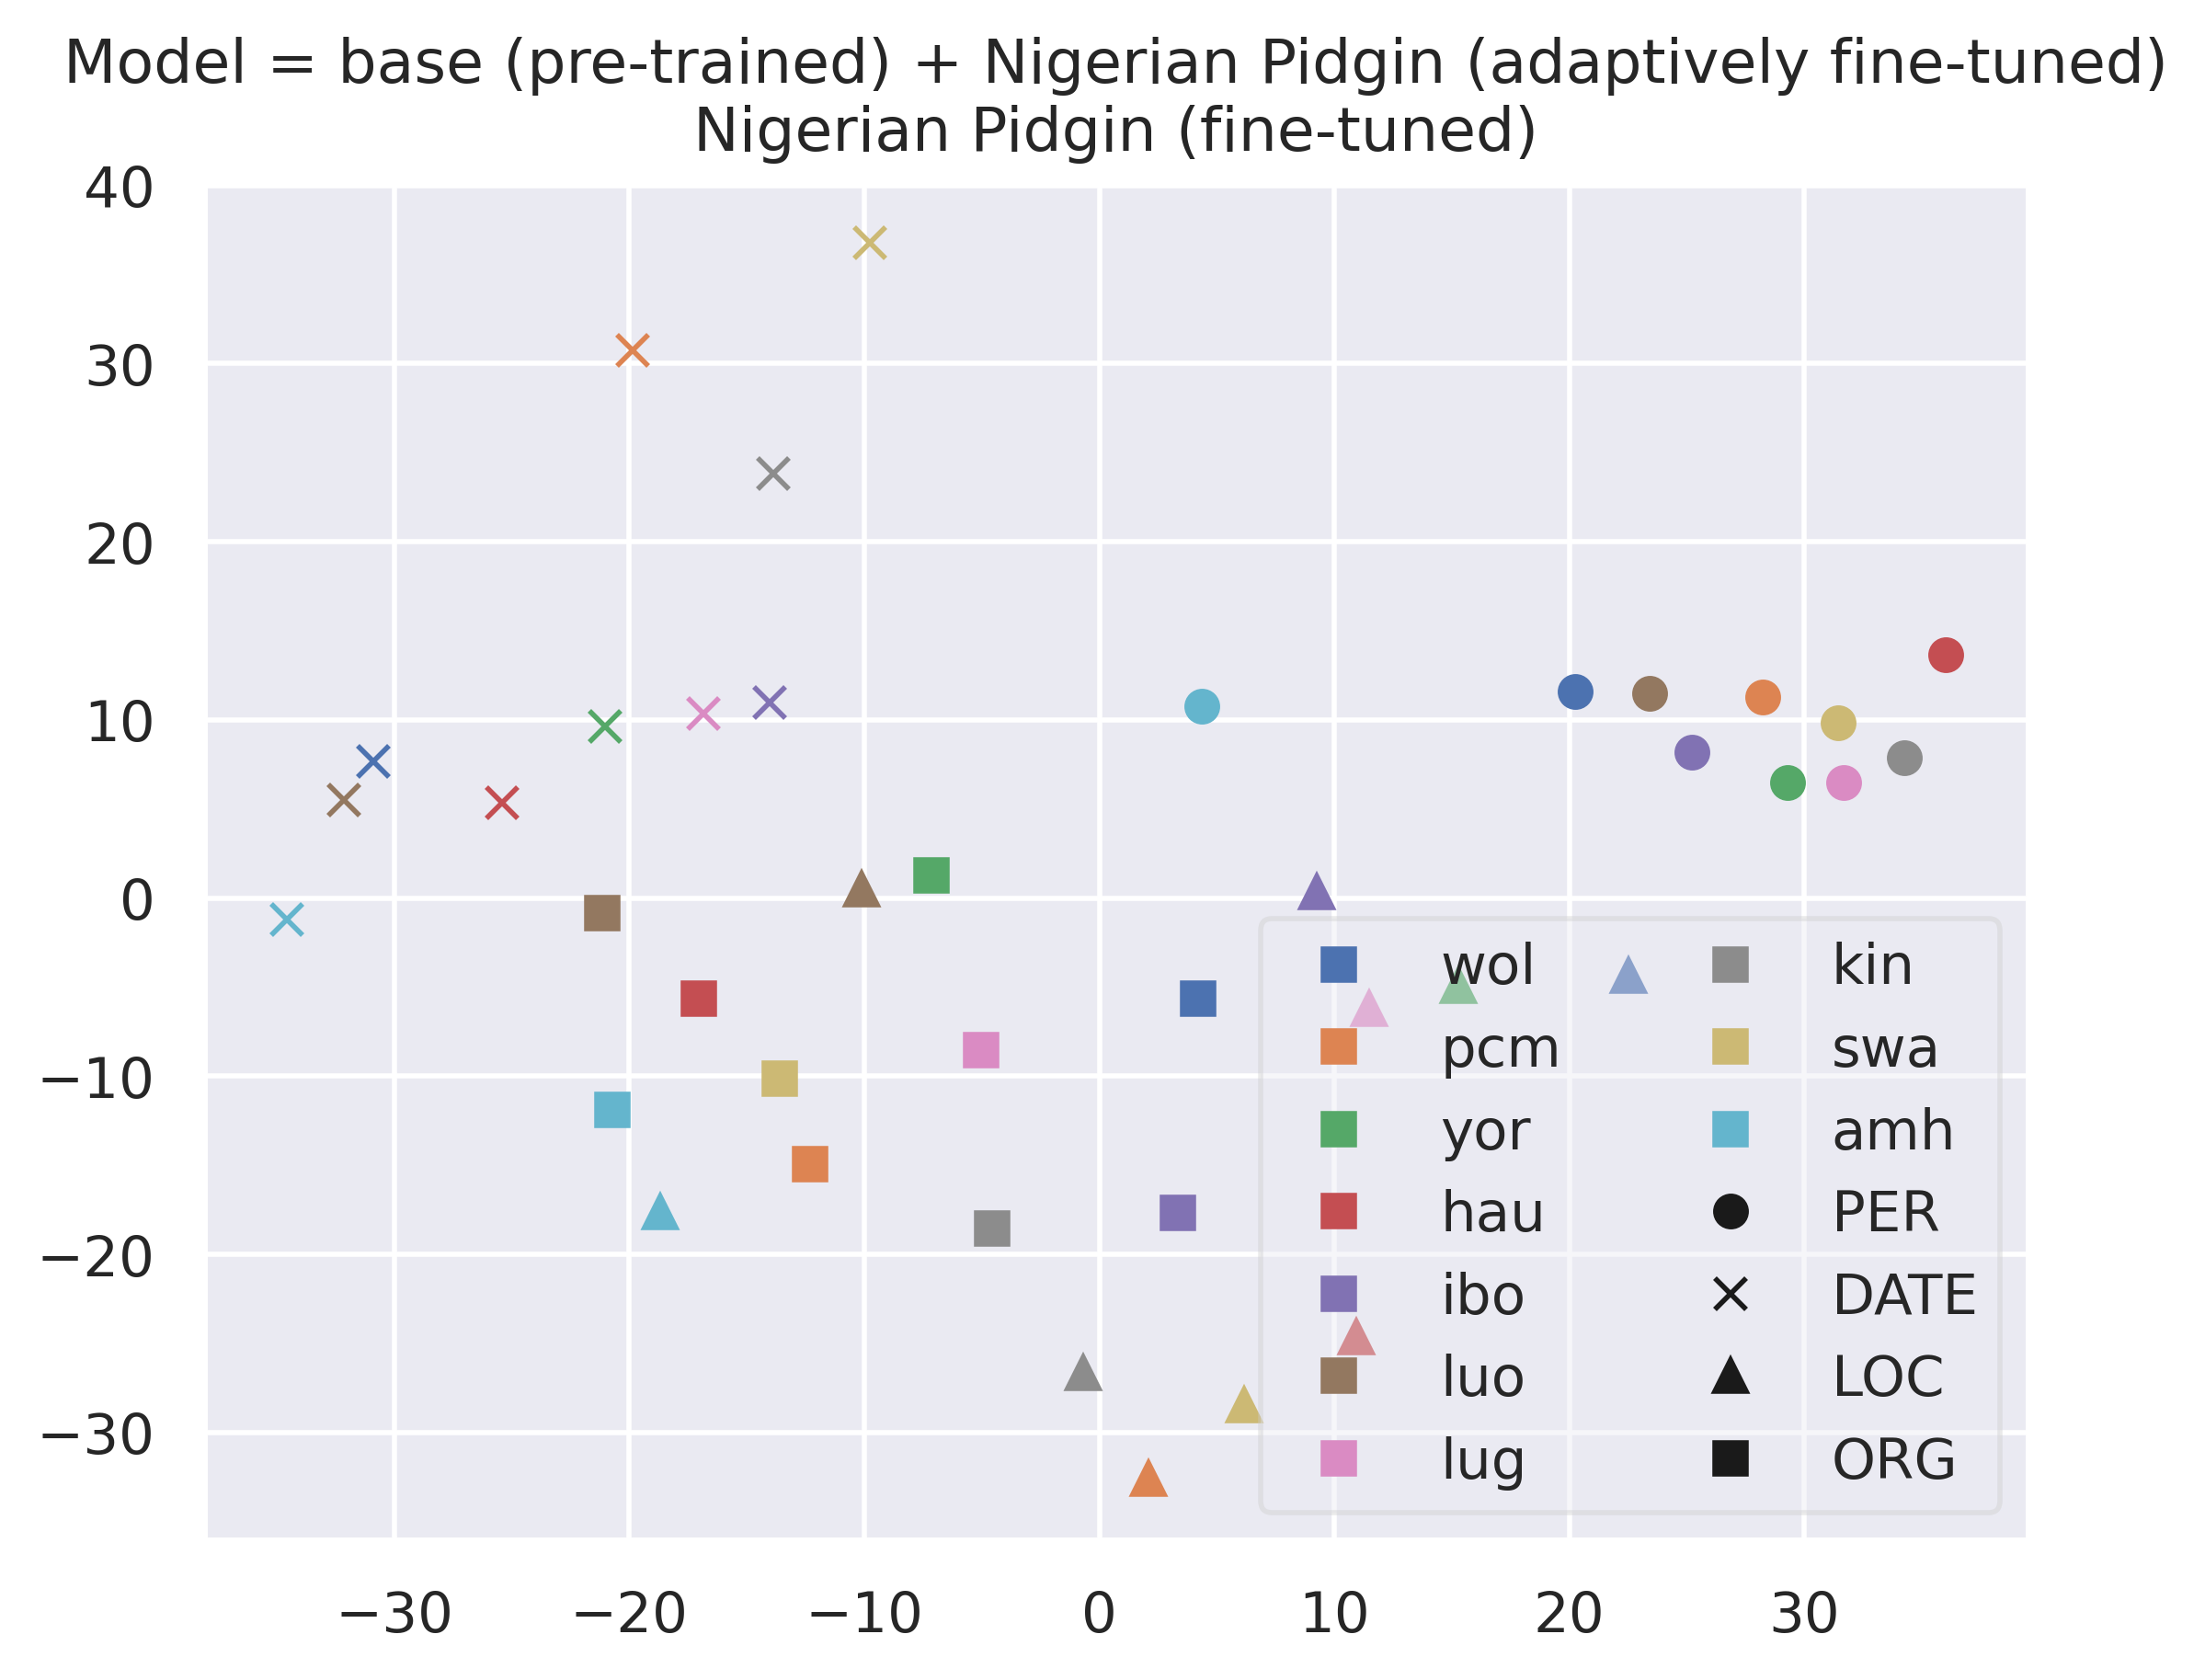 Model = base (pre-trained) + Nigerian Pidgin (adaptively fine-tuned)
Nigerian Pidgin (fine-tuned)
40
30
20
10
0
−10
−20
−30
−30
−20
−10
0
10
20
30
wol
pcm
yor
hau
ibo
luo
lug
kin
swa
amh
PER
DATE
LOC
ORG